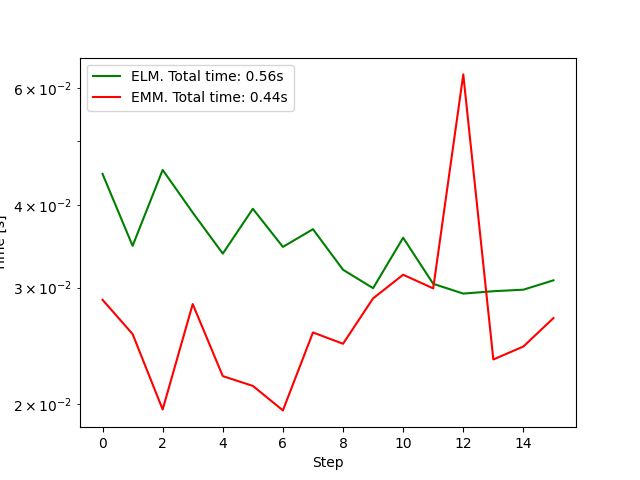 ELM. Total time: 0.56s
EMM. Total time: 0.44s
6 × 10⁻²
4 × 10⁻²
3 × 10⁻²
2 × 10⁻²
Time [s]
0 2 4 6 8 10 12 14
Step